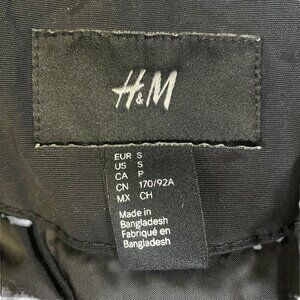 H&M
EUR S
US S
CA P
CN 170/92A
MX CH
Made in
Bangladesh
Fabriqué en
Bangladesh